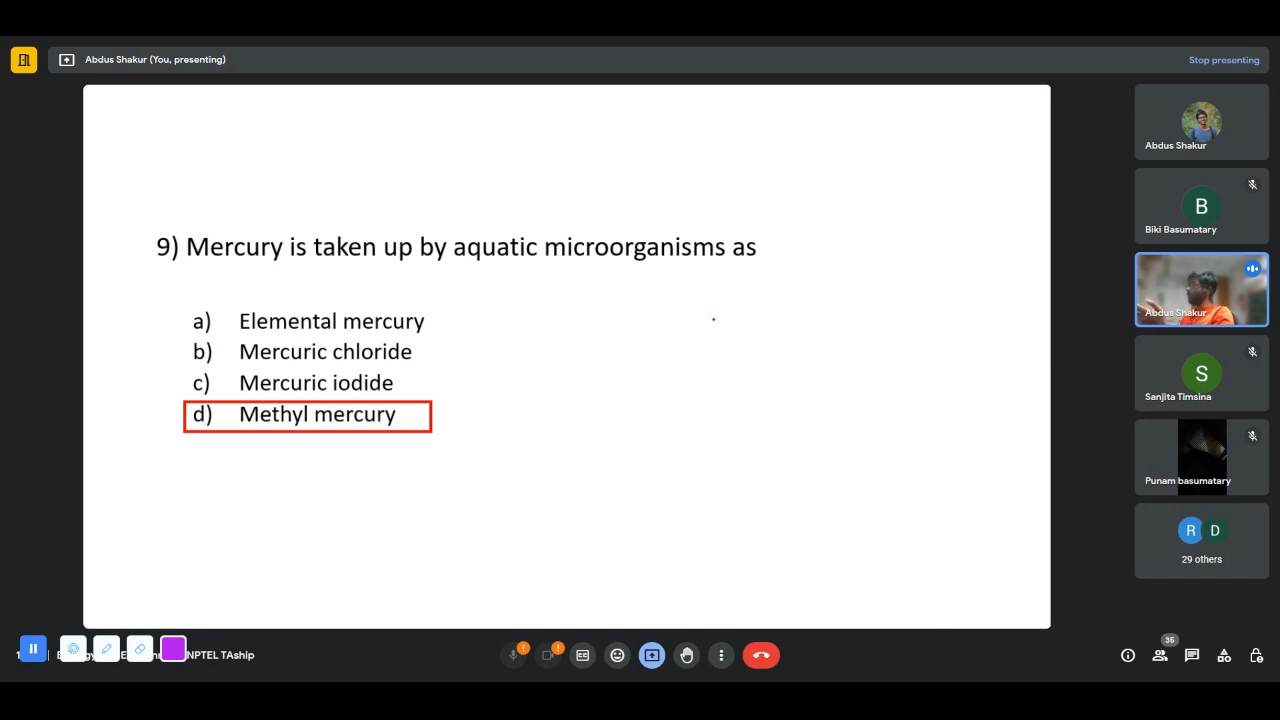 Abdus Shakur (You, presenting)
Stop presenting
9) Mercury is taken up by aquatic microorganisms as
a) Elemental mercury
b) Mercuric chloride
c) Mercuric iodide
d) Methyl mercury
Abdus Shakur
B
Biki Basumatary
Abdus Shakur
S
Sanjita Timsina
Punam basumatary
R D
29 others
NPTEL TAship
35